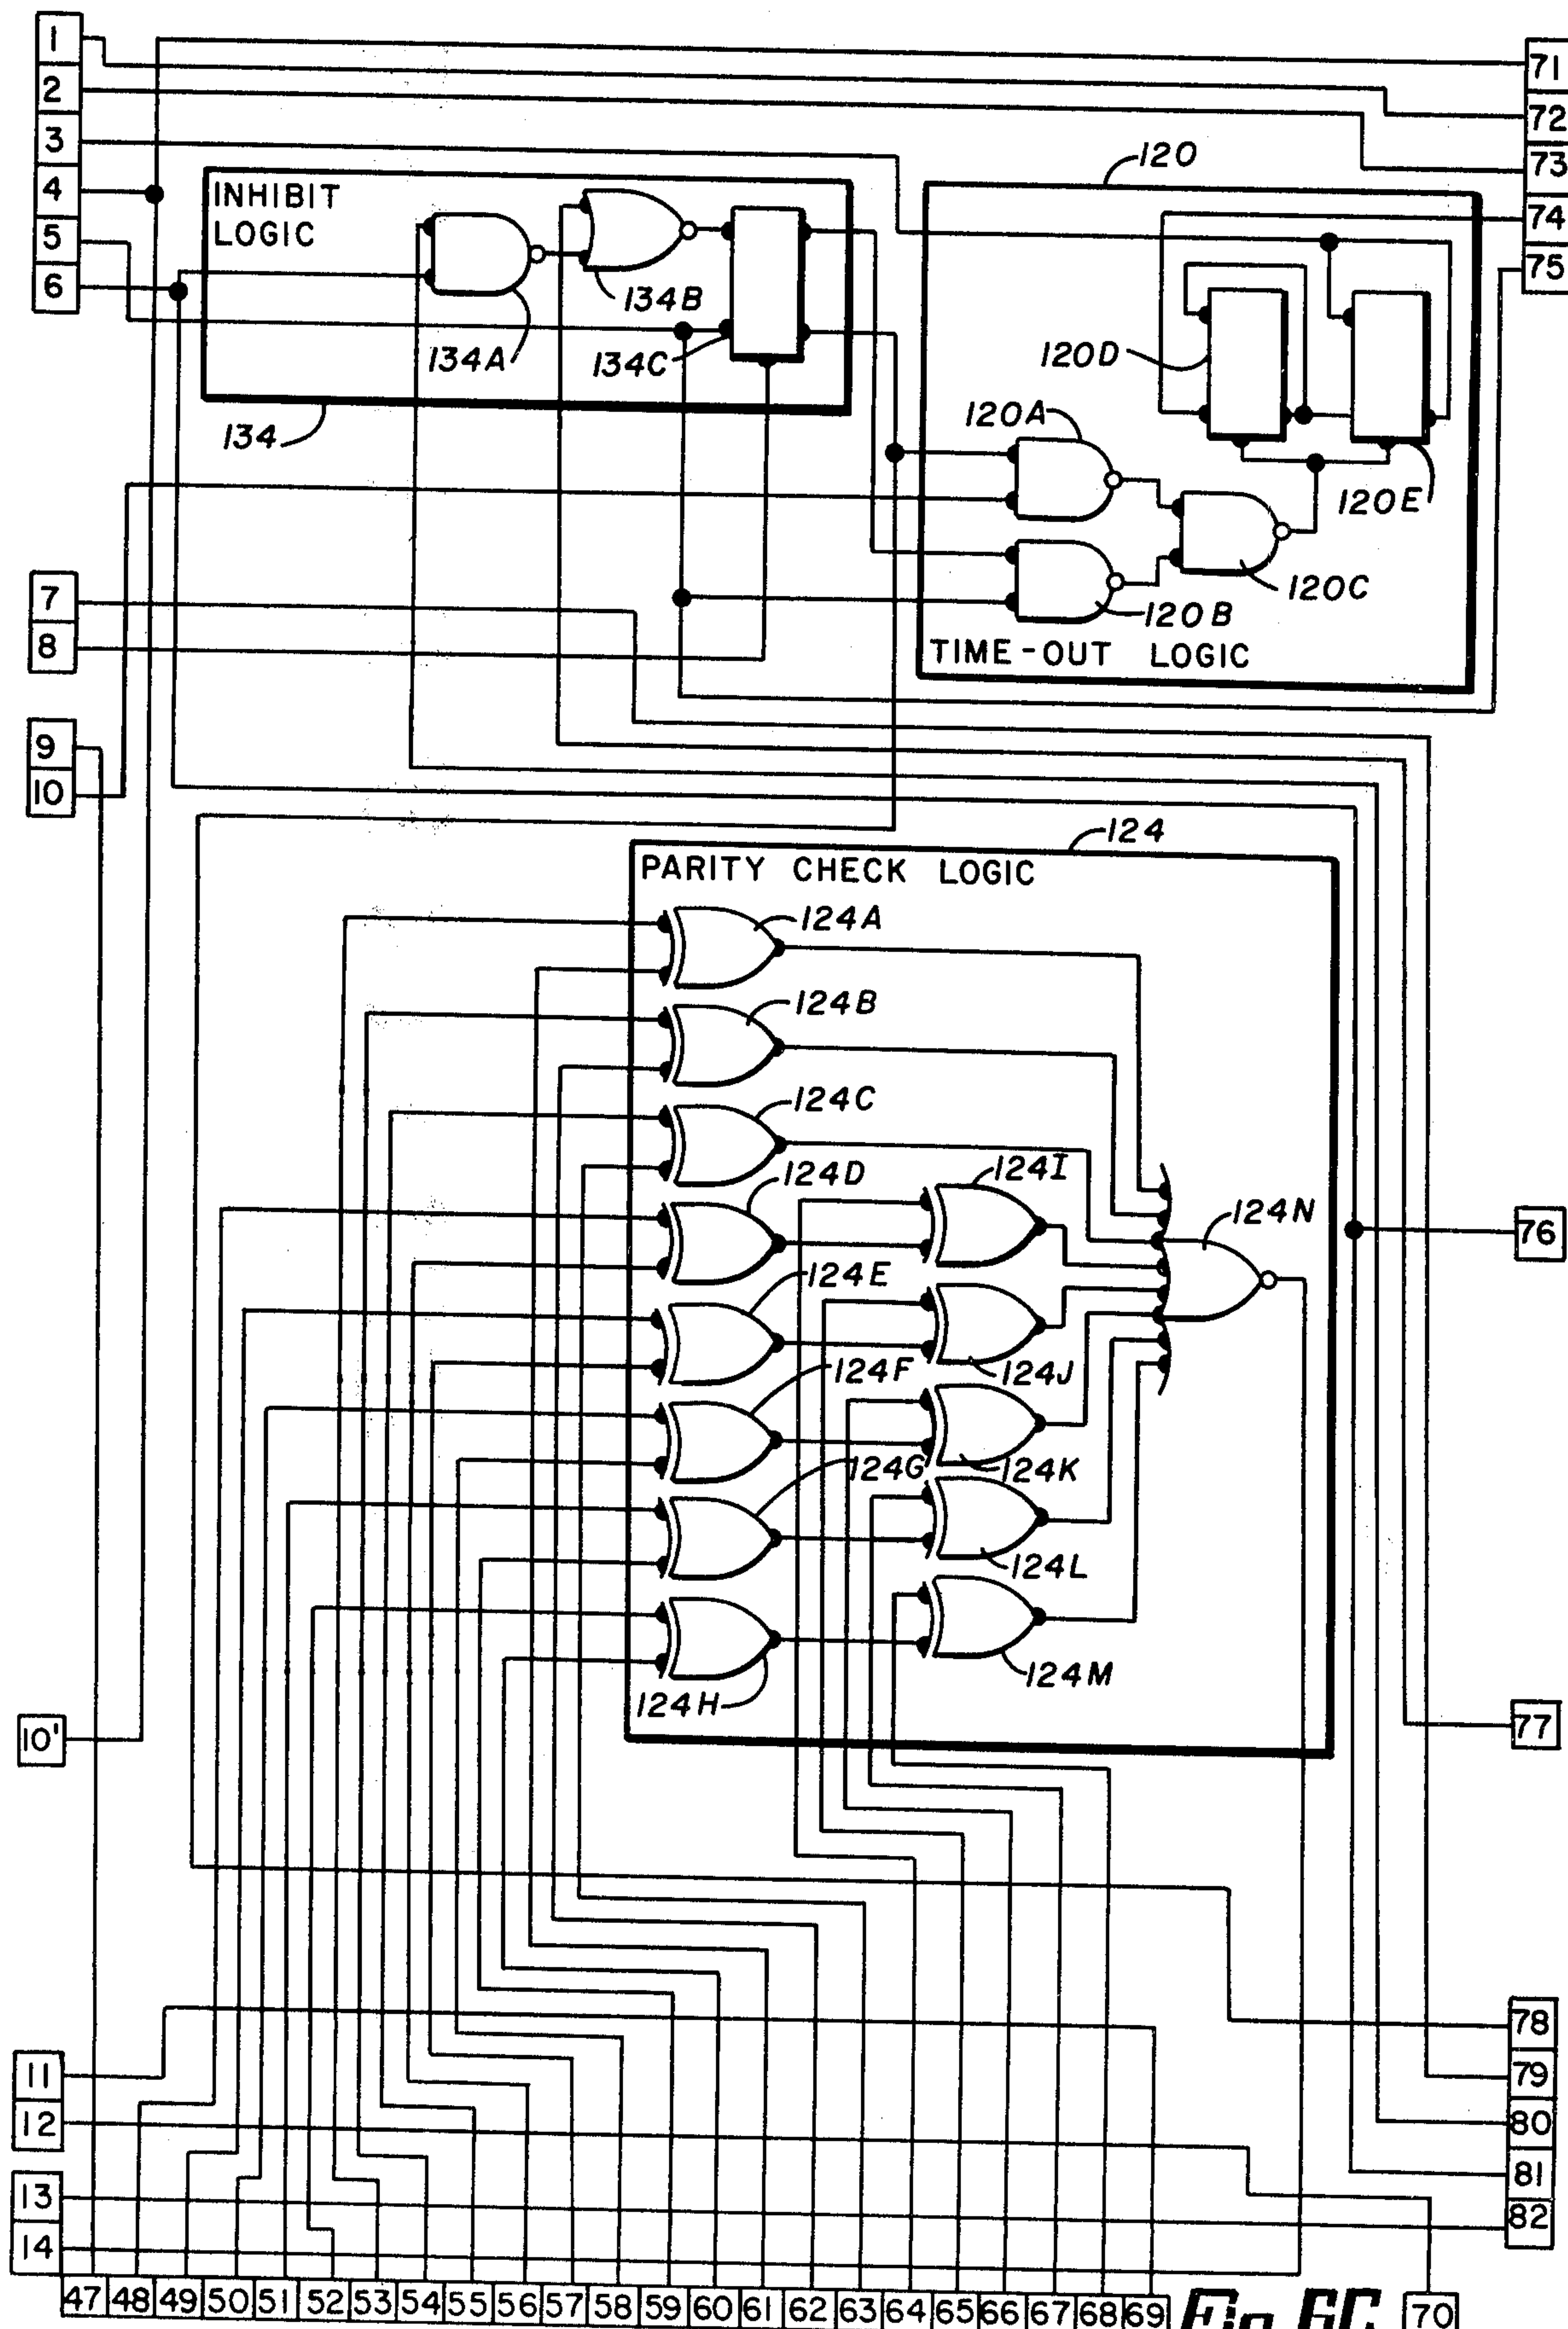 1
2
3
4
5
6
7
8
9
10
10'
11
12
13
14
71
72
73
74
75
76
77
78
79
80
81
82
INHIBIT
LOGIC
134A
134B
134C
134
120
120D
120A
120E
120C
120B
TIME-OUT LOGIC
124
PARITY CHECK LOGIC
124A
124B
124C
124D
124I
124N
124E
124F
124J
124G
124K
124L
124H
124M
47 48 49 50 51 52 53 54 55 56 57 58 59 60 61 62 63 64 65 66 67 68 69 Fig. 6C 70